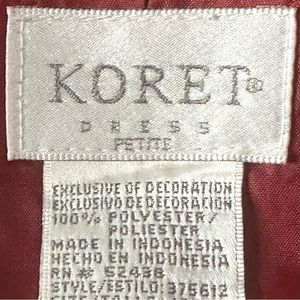 KORET®
DRESS
PETITE
EXCLUSIVE OF DECORATION
EXCLUSIVO DE DECORACION
100% POLYESTER/
POLIESTER
MADE IN INDONESIA
HECHO EN INDONESIA
RN # 52438
STYLE/ESTILO: 375612